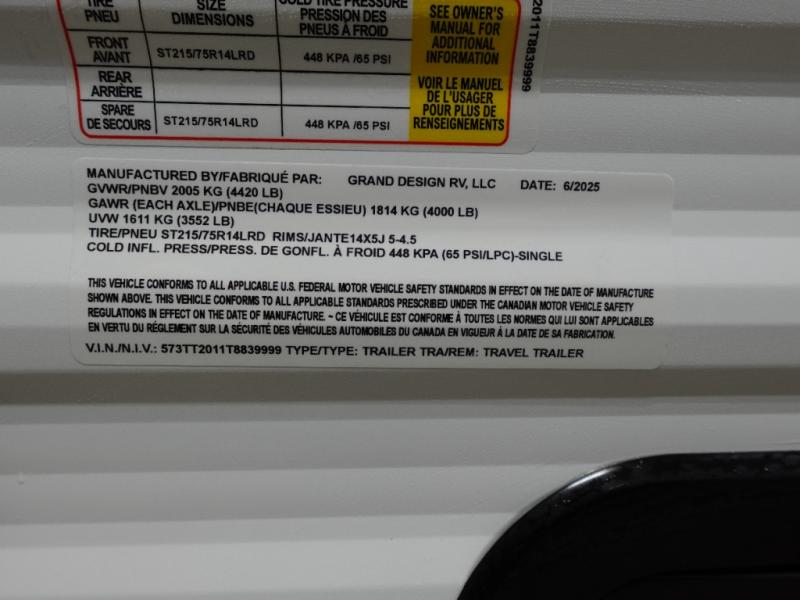 TIRE SIZE COLD TIRE PRESSURE
PNEU DIMENSIONS PRESSION DES
PNEUS À FROID
FRONT
AVANT ST215/75R14LRD 448 KPA /65 PSI
REAR
ARRIÈRE
SPARE
DE SECOURS ST215/75R14LRD 448 KPA /65 PSI
SEE OWNER'S
MANUAL FOR
ADDITIONAL
INFORMATION
VOIR LE MANUEL
DE L'USAGER
POUR PLUS DE
RENSEIGNEMENTS
2011T8839999
MANUFACTURED BY/FABRIQUÉ PAR: GRAND DESIGN RV, LLC DATE: 6/2025
GVWR/PNBV 2005 KG (4420 LB)
GAWR (EACH AXLE)/PNBE(CHAQUE ESSIEU) 1814 KG (4000 LB)
UVW 1611 KG (3552 LB)
TIRE/PNEU ST215/75R14LRD RIMS/JANTE14X5J 5-4.5
COLD INFL. PRESS/PRESS. DE GONFL. À FROID 448 KPA (65 PSI/LPC)-SINGLE
THIS VEHICLE CONFORMS TO ALL APPLICABLE U.S. FEDERAL MOTOR VEHICLE SAFETY STANDARDS IN EFFECT ON THE DATE OF MANUFACTURE
SHOWN ABOVE. THIS VEHICLE CONFORMS TO ALL APPLICABLE STANDARDS PRESCRIBED UNDER THE CANADIAN MOTOR VEHICLE SAFETY
REGULATIONS IN EFFECT ON THE DATE OF MANUFACTURE. ~ CE VÉHICULE EST CONFORME À TOUTES LES NORMES QUI LUI SONT APPLICABLES
EN VERTU DU RÉGLEMENT SUR LA SÉCURITÉ DES VÉHICULES AUTOMOBILES DU CANADA EN VIGUEUR À LA DATE DE SA FABRICATION.
V.I.N./N.I.V.: 573TT2011T8839999 TYPE/TYPE: TRAILER TRA/REM: TRAVEL TRAILER